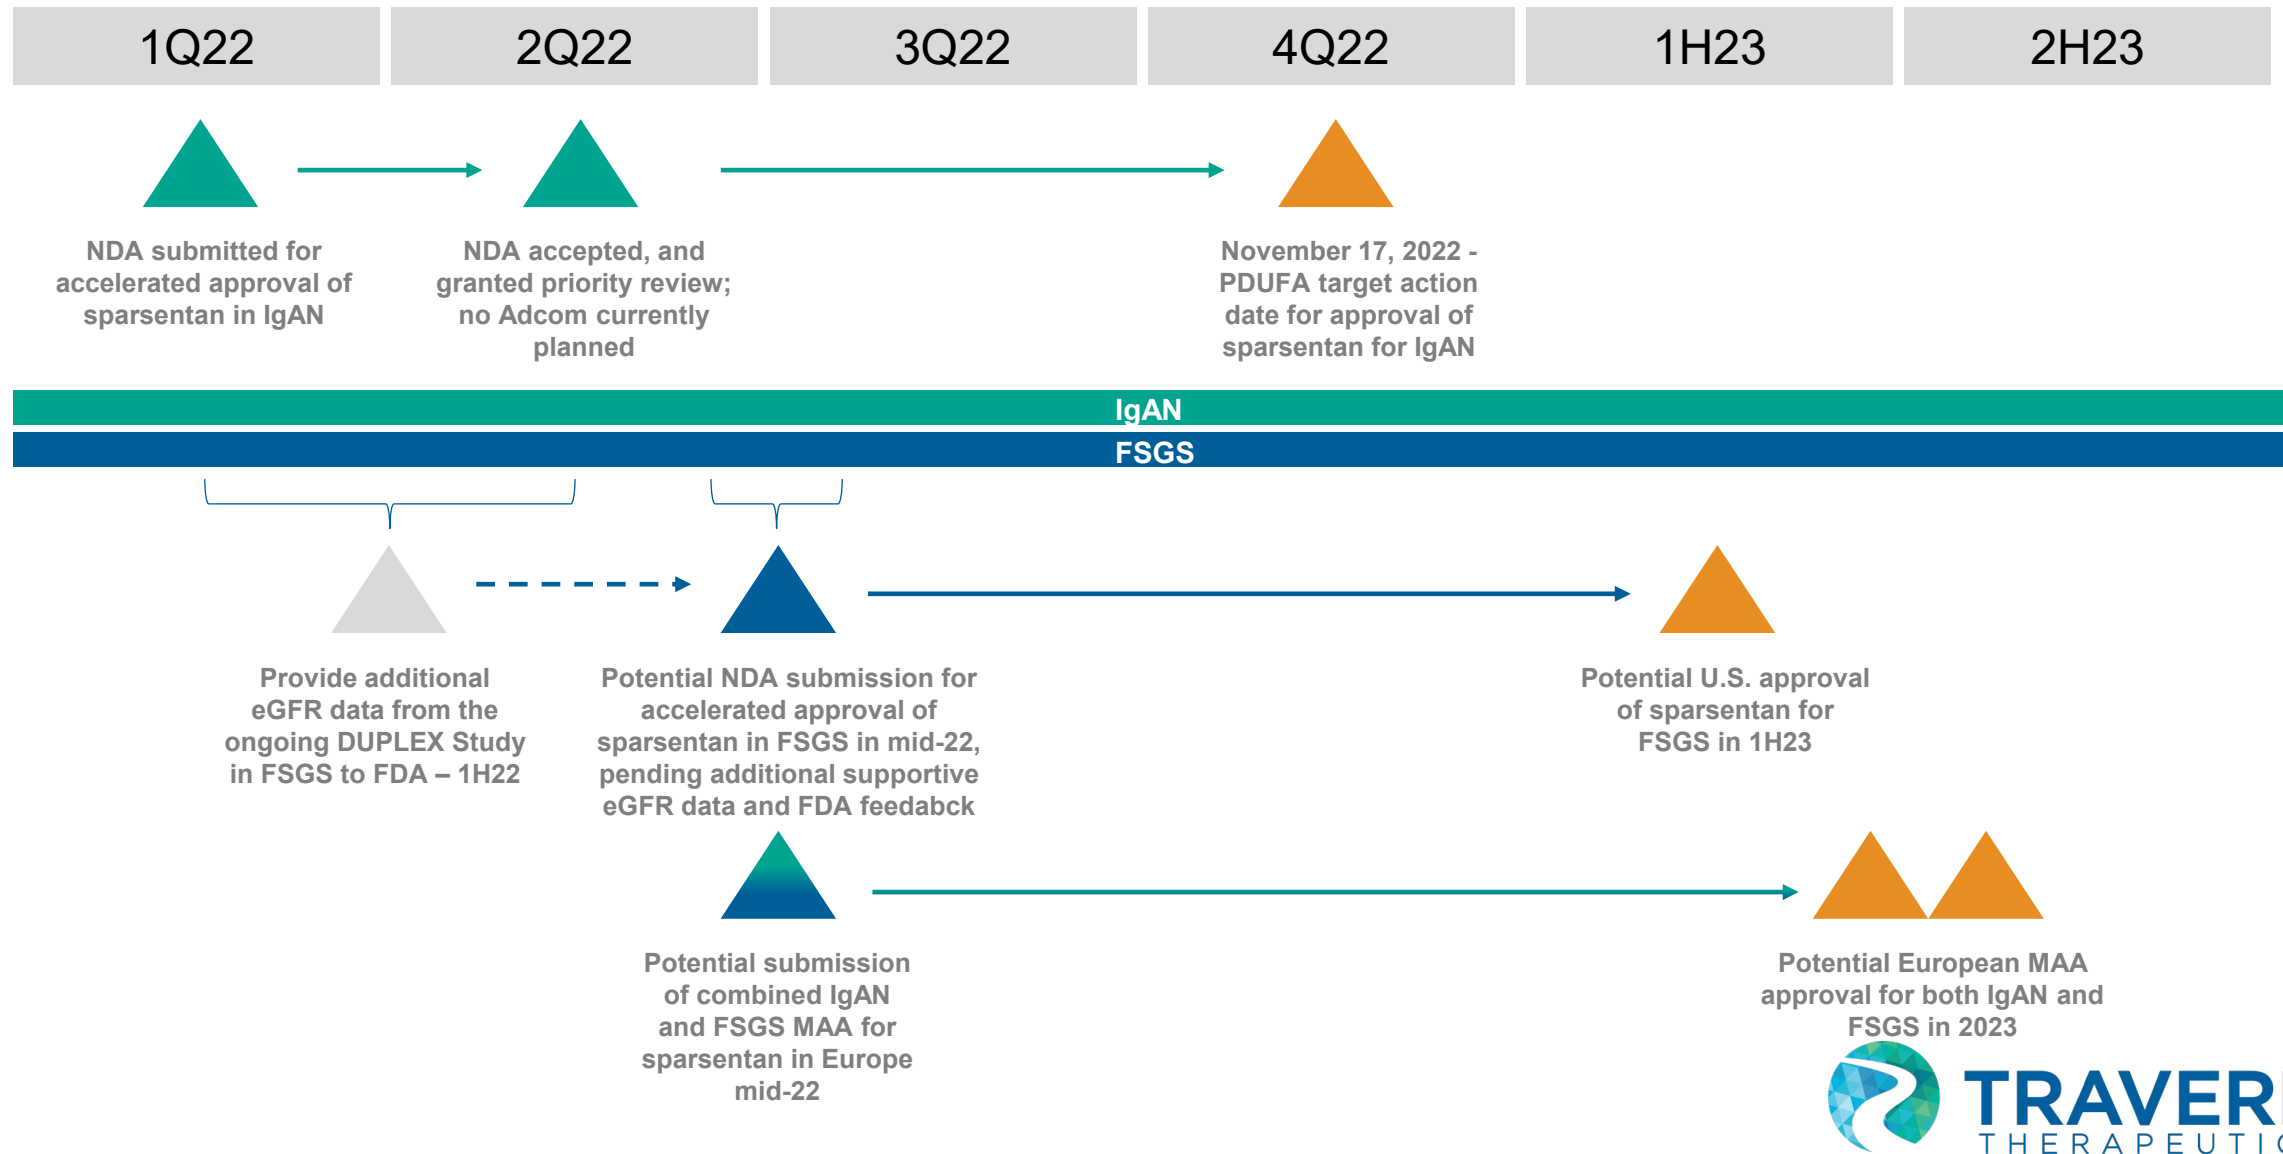 1Q22
2Q22
3Q22
4Q22
1H23
2H23
NDA submitted for
accelerated approval of
sparsentan in IgAN
NDA accepted, and
granted priority review;
no Adcom currently
planned
November 17, 2022 -
PDUFA target action
date for approval of
sparsentan for IgAN
IgAN
FSGS
Provide additional
eGFR data from the
ongoing DUPLEX Study
in FSGS to FDA – 1H22
Potential NDA submission for
accelerated approval of
sparsentan in FSGS in mid-22,
pending additional supportive
eGFR data and FDA feedabck
Potential U.S. approval
of sparsentan for
FSGS in 1H23
Potential submission
of combined IgAN
and FSGS MAA for
sparsentan in Europe
mid-22
Potential European MAA
approval for both IgAN and
FSGS in 2023
TRAVER
THERAPEUTI